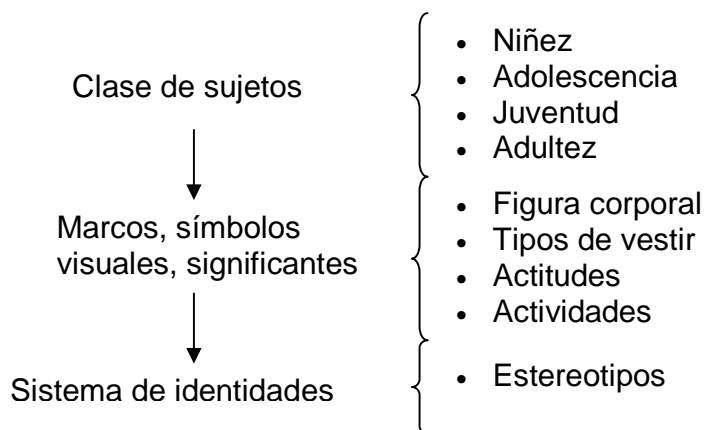 Clase de sujetos
• Niñez
• Adolescencia
• Juventud
• Adultez
Marcos, símbolos
visuales, significantes
• Figura corporal
• Tipos de vestir
• Actitudes
• Actividades
Sistema de identidades
• Estereotipos